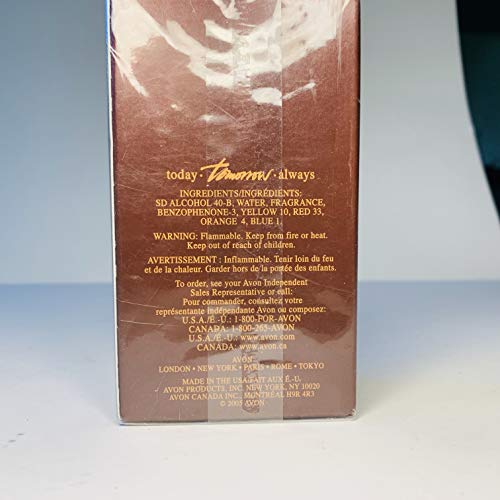 today · tomorrow · always
INGREDIENTS/INGRÉDIENTS:
SD ALCOHOL 40-B, WATER, FRAGRANCE,
BENZOPHENONE-3, YELLOW 10, RED 33,
ORANGE 4, BLUE 1.
WARNING: Flammable. Keep from fire or heat.
Keep out of reach of children.
AVERTISSEMENT : Inflammable. Tenir loin du feu
et de la chaleur. Garder hors de la portée des enfants.
To order, see your Avon Independent
Sales Representative or call:
Pour commander, consultez votre
représentante indépendante Avon ou composez:
U.S.A./É.-U.: 1-800-FOR-AVON
CANADA: 1-800-265-AVON
U.S.A./É.-U.: www.avon.com
CANADA: www.avon.ca
AVON
LONDON · NEW YORK · PARIS · ROME · TOKYO
MADE IN THE USA/FAIT AUX É.-U.
AVON PRODUCTS, INC. NEW YORK, NY 10020
AVON CANADA INC., MONTRÉAL H9R 4R3
© 2005 AVON